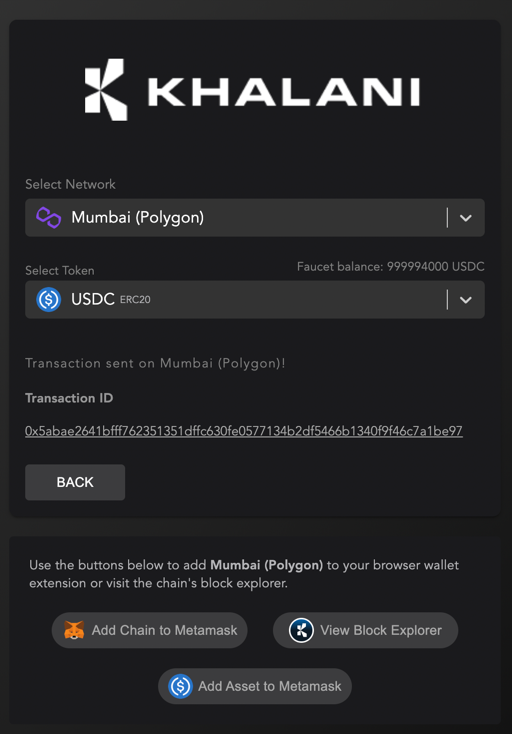 KHALANI
Select Network
Mumbai (Polygon)
Select Token
Faucet balance: 999994000 USDC
USDC ERC20
Transaction sent on Mumbai (Polygon)!
Transaction ID
0x5abae2641bfff762351351dffc630fe0577134b2df5466b1340f9f46c7a1be97
BACK
Use the buttons below to add Mumbai (Polygon) to your browser wallet
extension or visit the chain's block explorer.
Add Chain to Metamask
View Block Explorer
Add Asset to Metamask